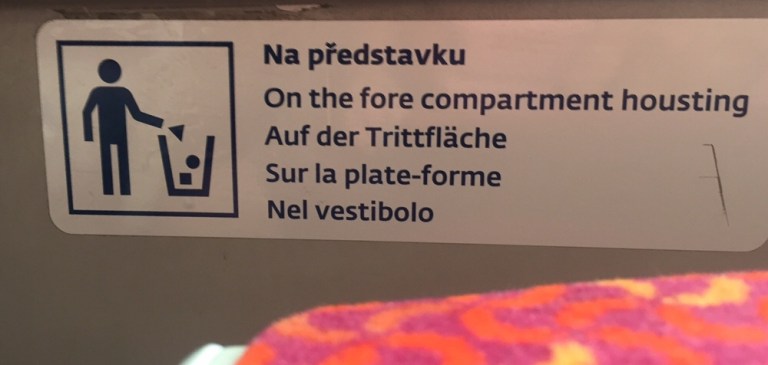 Na představku
On the fore compartment housting
Auf der Trittfläche
Sur la plate-forme
Nel vestibolo